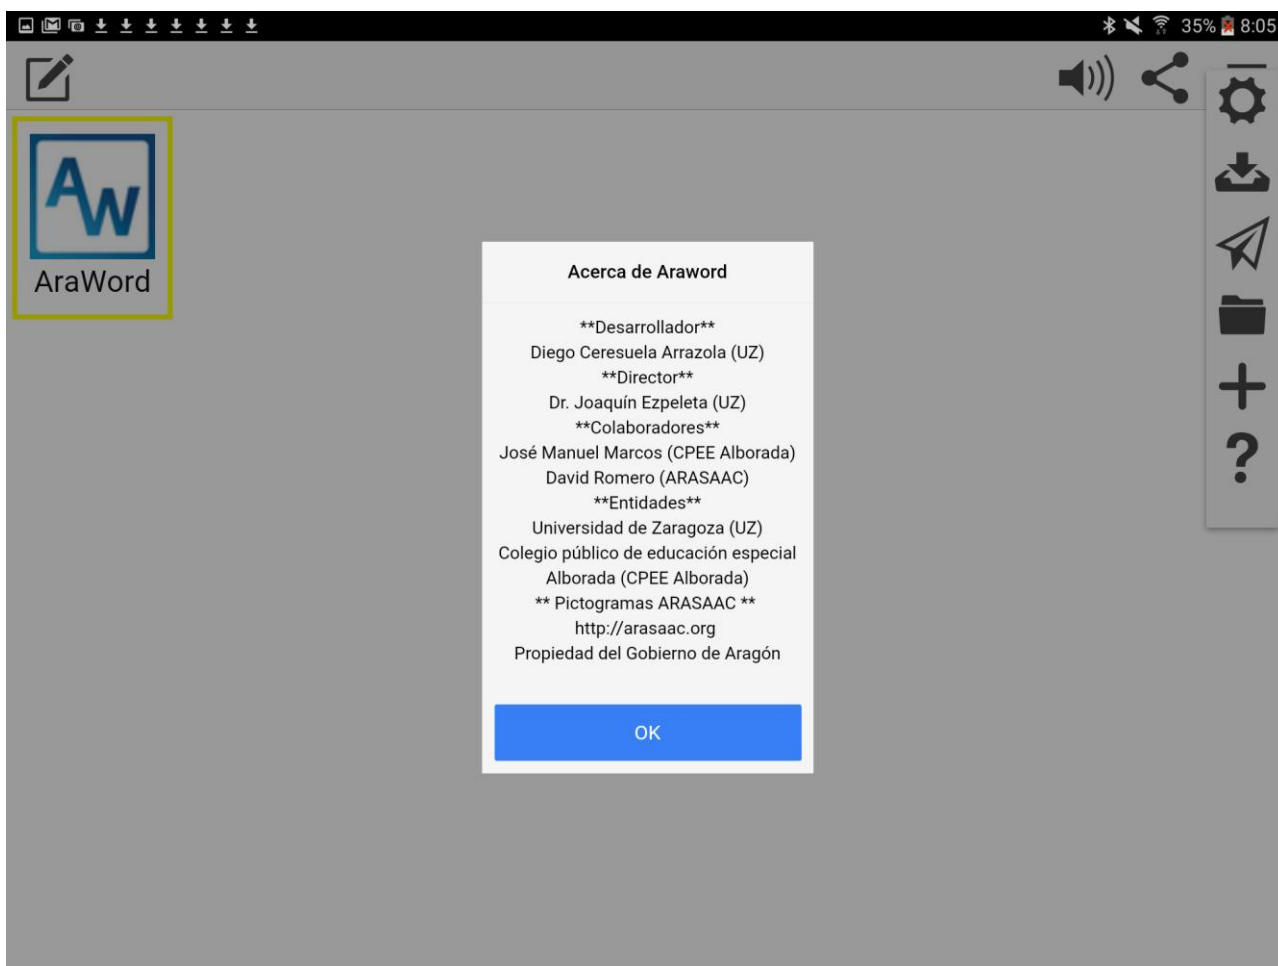 35% 8:05
AW
AraWord
Acerca de Araword
**Desarrollador**
Diego Ceresuela Arrazola (UZ)
**Director**
Dr. Joaquín Ezpeleta (UZ)
**Colaboradores**
José Manuel Marcos (CPEE Alborada)
David Romero (ARASAAC)
**Entidades**
Universidad de Zaragoza (UZ)
Colegio público de educación especial
Alborada (CPEE Alborada)
** Pictogramas ARASAAC **
http://arasaac.org
Propiedad del Gobierno de Aragón
OK